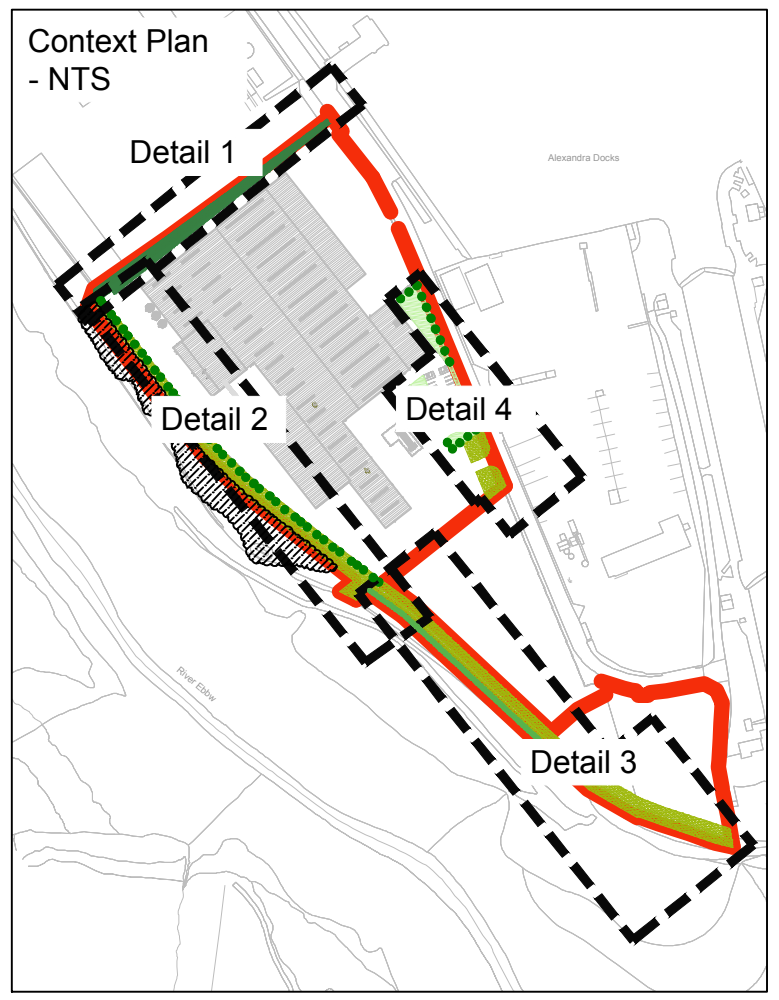 Context Plan
- NTS
Detail 1
Alexandra Docks
Detail 4
Detail 2
River Ebbw
Detail 3